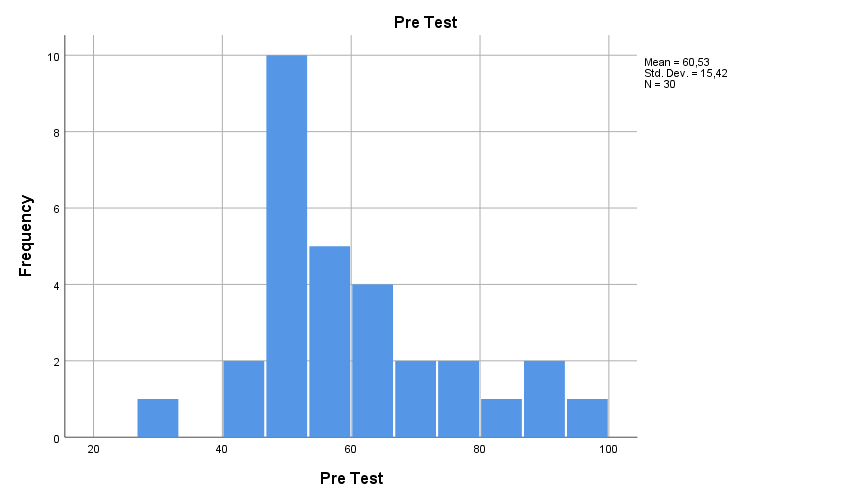 Pre Test
Mean = 60,53
Std. Dev. = 15,42
N = 30
Frequency
10
8
6
4
2
0
20 40 60 80 100
Pre Test